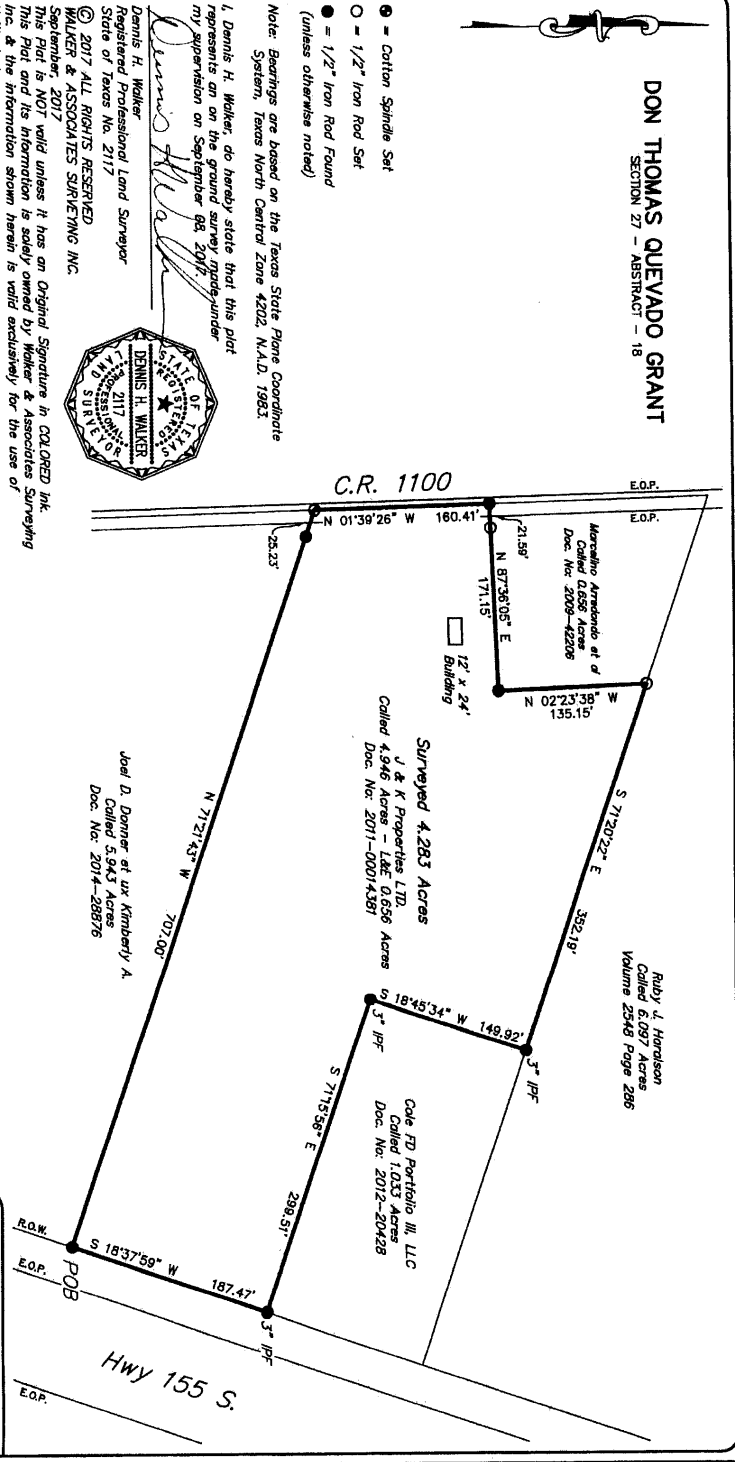 DON THOMAS QUEVADO GRANT
SECTION 27 - ABSTRACT - 18
= Cotton Spindle Set
= 1/2" Iron Rod Set
= 1/2" Iron Rod Found
(unless otherwise noted)
Note: Bearings are based on the Texas State Plane Coordinate
System, Texas North Central Zone 4202, N.A.D. 1983.
I, Dennis H. Walker, do hereby state that this plat
represents an on the ground survey made under
my supervision on September 08, 2017.
Dennis H Walker
Dennis H. Walker
Registered Professional Land Surveyor
State of Texas No. 2117
© 2017 ALL RIGHTS RESERVED
WALKER & ASSOCIATES SURVEYING INC.
September, 2017
This Plat is NOT valid unless it has an Original Signature in COLORED ink.
This Plat and its information is solely owned by Walker & Associates Surveying
Inc. & the information shown herein is valid exclusively for the use of
STATE OF TEXAS
REGISTERED
DENNIS H. WALKER
2117
PROFESSIONAL
LAND SURVEYOR
C.R. 1100
E.O.P.
E.O.P.
N 01°39'26" W 160.41'
21.59'
25.23'
Marcelino Arredondo et al
Called 0.656 Acres
Doc. No: 2009-42206
N 87°36'05" E
171.15'
N 02°23'38" W
135.15'
12' x 24'
Building
S 71°20'22" E 352.19'
Ruby J. Haralson
Called 6.097 Acres
Volume 2548 Page 286
Surveyed 4.283 Acres
J & K Properties LTD.
Called 4.946 Acres - L&E 0.656 Acres
Doc. No: 2011-00014381
S 18°45'34" W 149.92'
3" IPF
3" IPF
Cole FD Portfolio III, LLC
Called 1.033 Acres
Doc. No: 2012-20428
S 71°15'56" E 299.51'
3" IPF
N 71°21'43" W 707.00'
Joel D. Donner et ux Kimberly A.
Called 5.943 Acres
Doc. No: 2014-28876
S 18°37'59" W 187.47'
POB
R.O.W.
E.O.P.
Hwy 155 S.
E.O.P.